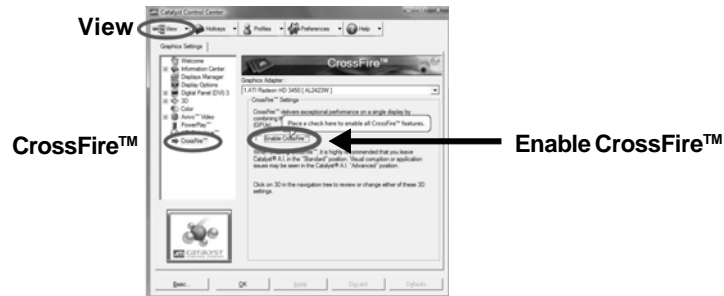 View
CrossFire™
Enable CrossFire™
Catalyst Control Center
View Hotkeys Profiles Preferences Help
Graphics Settings
Welcome
Information Center
Displays Manager
Display Options
Digital Panel (DVI) 3
3D
Color
Avivo™ Video
PowerPlay™
CrossFire™
CrossFire™
Graphics Adapter:
1.ATI Radeon HD 3450 [ AL2423W ]
CrossFire™ Settings
CrossFire™ delivers exceptional performance on a single display by
combining
(GPUs)
Place a check here to enable all CrossFire™ features.
Enable CrossFire™
CrossFire™, it is highly recommended that you leave
Catalyst® A.I. in the "Standard" position. Visual corruption or application
issues may be seen in the Catalyst® A.I. "Advanced" position.
Click on 3D in the navigation tree to review or change either of these 3D
settings.
CATALYST
Basic... OK Apply Discard Defaults